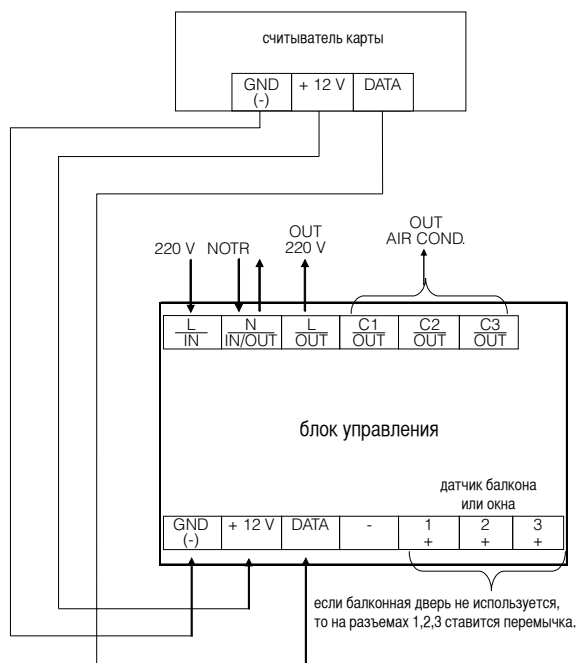 считыватель карты
GND (-)
+ 12 V
DATA
220 V
NOTR
OUT 220 V
OUT AIR COND.
L IN
N IN/OUT
L OUT
C1 OUT
C2 OUT
C3 OUT
блок управления
датчик балкона
или окна
GND (-)
+ 12 V
DATA
-
1 +
2 +
3 +
если балконная дверь не используется,
то на разъемах 1,2,3 ставится перемычка.